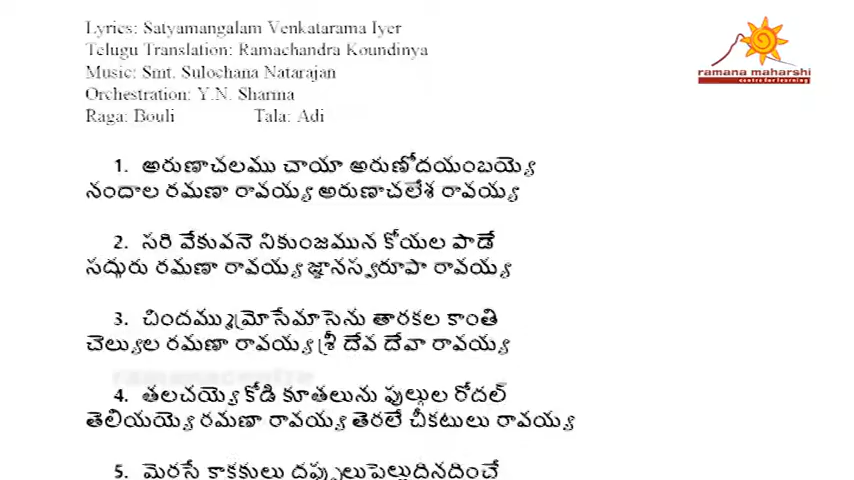 Lyrics: Satyamangalam Venkatarama Iyer
Telugu Translation: Ramachandra Koundinya
Music: Smt. Sulochana Natarajan
Orchestration: Y.N. Sharma
Raga: Bouli Tala: Adi
ramana maharshi
centre for learning
1. అరుణాచలము చాయా అరుణోదయంబయ్యె
నందాల రమణా రావయ్య అరుణాచలేశ రావయ్య
2. సరి వేకువనె నికుంజమున కోయల పాడే
సద్గురు రమణా రావయ్య జ్ఞానస్వరూపా రావయ్య
3. చిందమ్ము మ్రోసేమాసెను తారకల కాంతి
చెల్వుల రమణా రావయ్య శ్రీ దేవ దేవా రావయ్య
4. తలచయ్యె కోడి కూతలును పుల్గుల రోదల్
తెలియయ్యె రమణా రావయ్య తెరలే చీకటులు రావయ్య
5. మెరసే కాకకులు